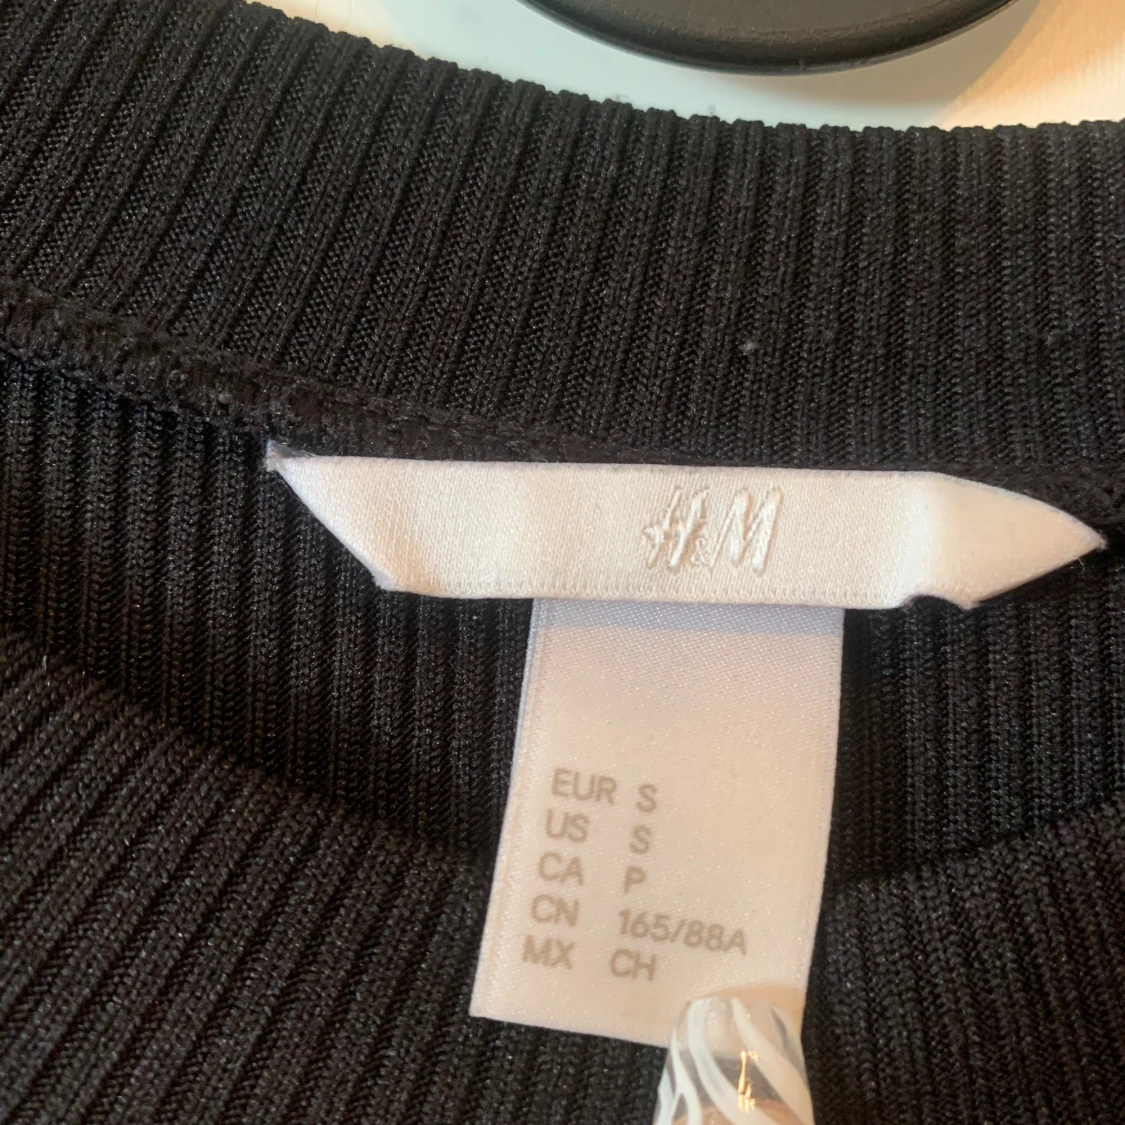 H&M
EUR S
US S
CA P
CN 165/88A
MX CH